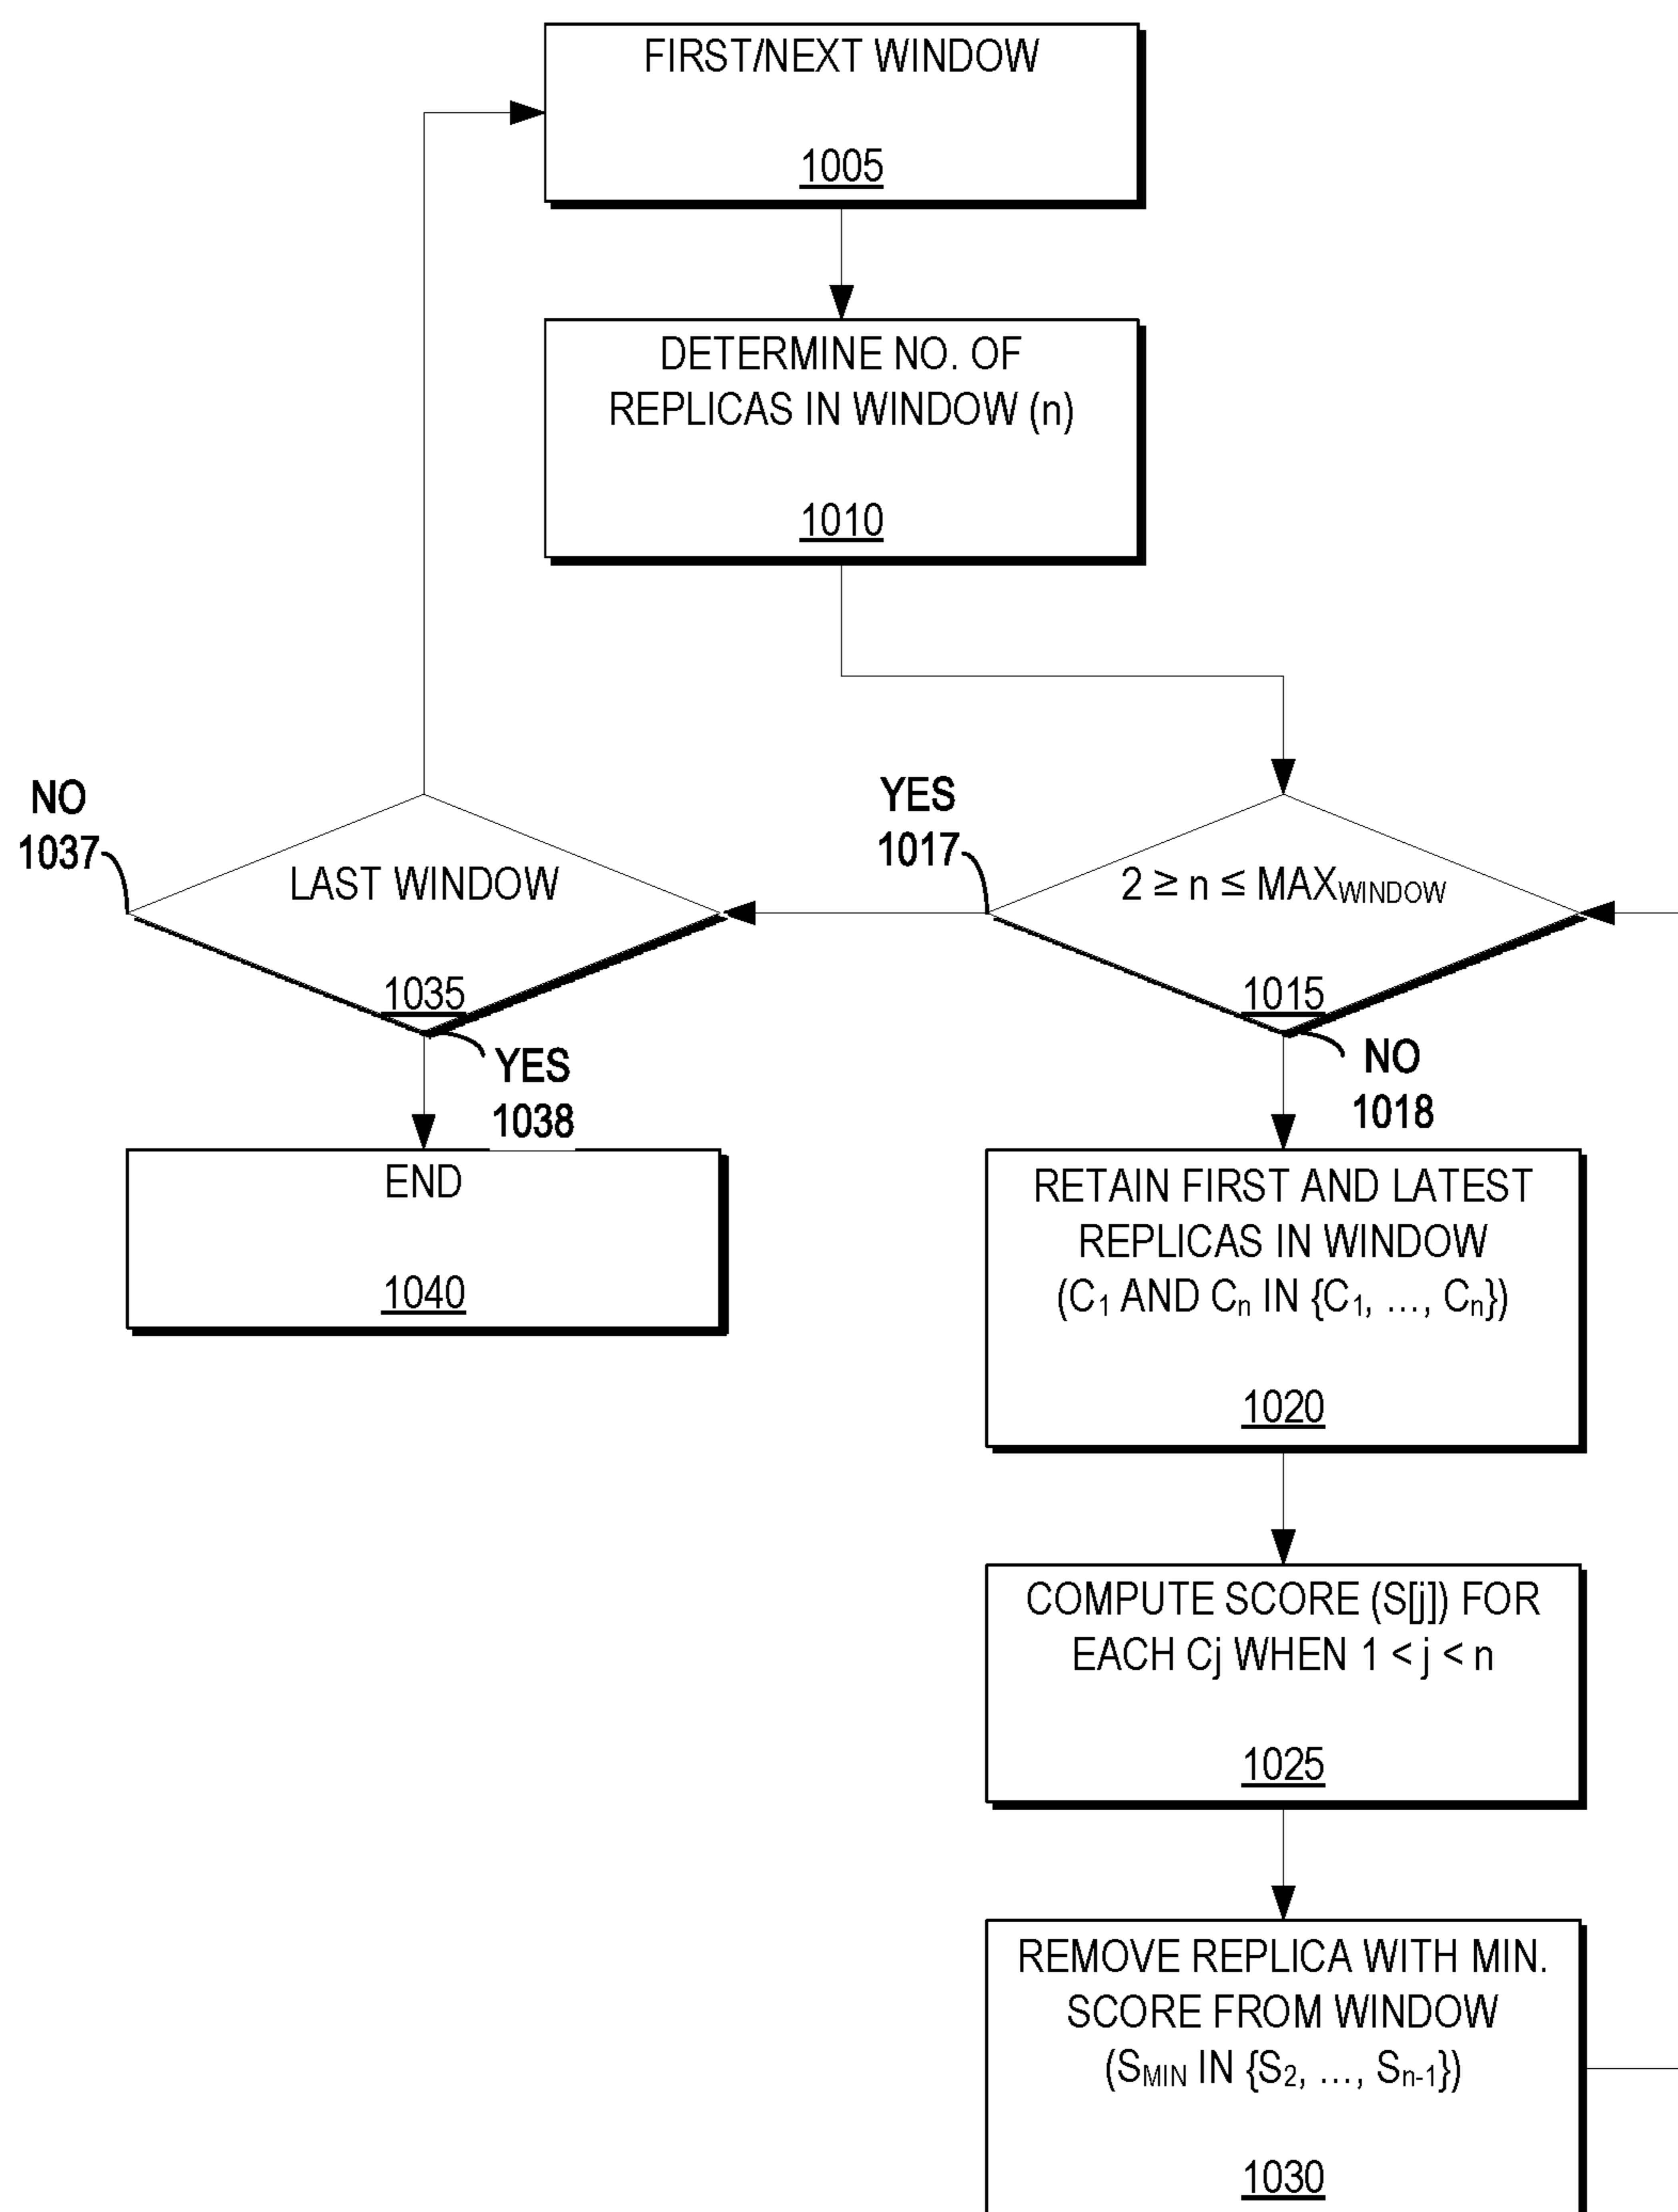 FIRST/NEXT WINDOW
1005
DETERMINE NO. OF
REPLICAS IN WINDOW (n)
1010
NO
1037
LAST WINDOW
1035
YES
1038
END
1040
YES
1017
2 ≥ n ≤ MAX_WINDOW
1015
NO
1018
RETAIN FIRST AND LATEST
REPLICAS IN WINDOW
(C₁ AND Cₙ IN {C₁, ..., Cₙ})
1020
COMPUTE SCORE (S[j]) FOR
EACH Cj WHEN 1 < j < n
1025
REMOVE REPLICA WITH MIN.
SCORE FROM WINDOW
(S_MIN IN {S₂, ..., Sₙ₋₁})
1030